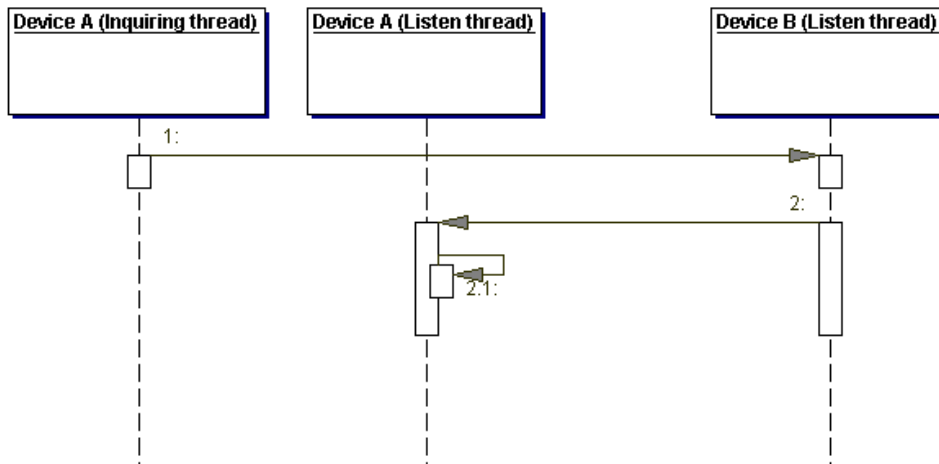 Device A (Inquiring thread)
Device A (Listen thread)
Device B (Listen thread)
1:
2:
2.1: